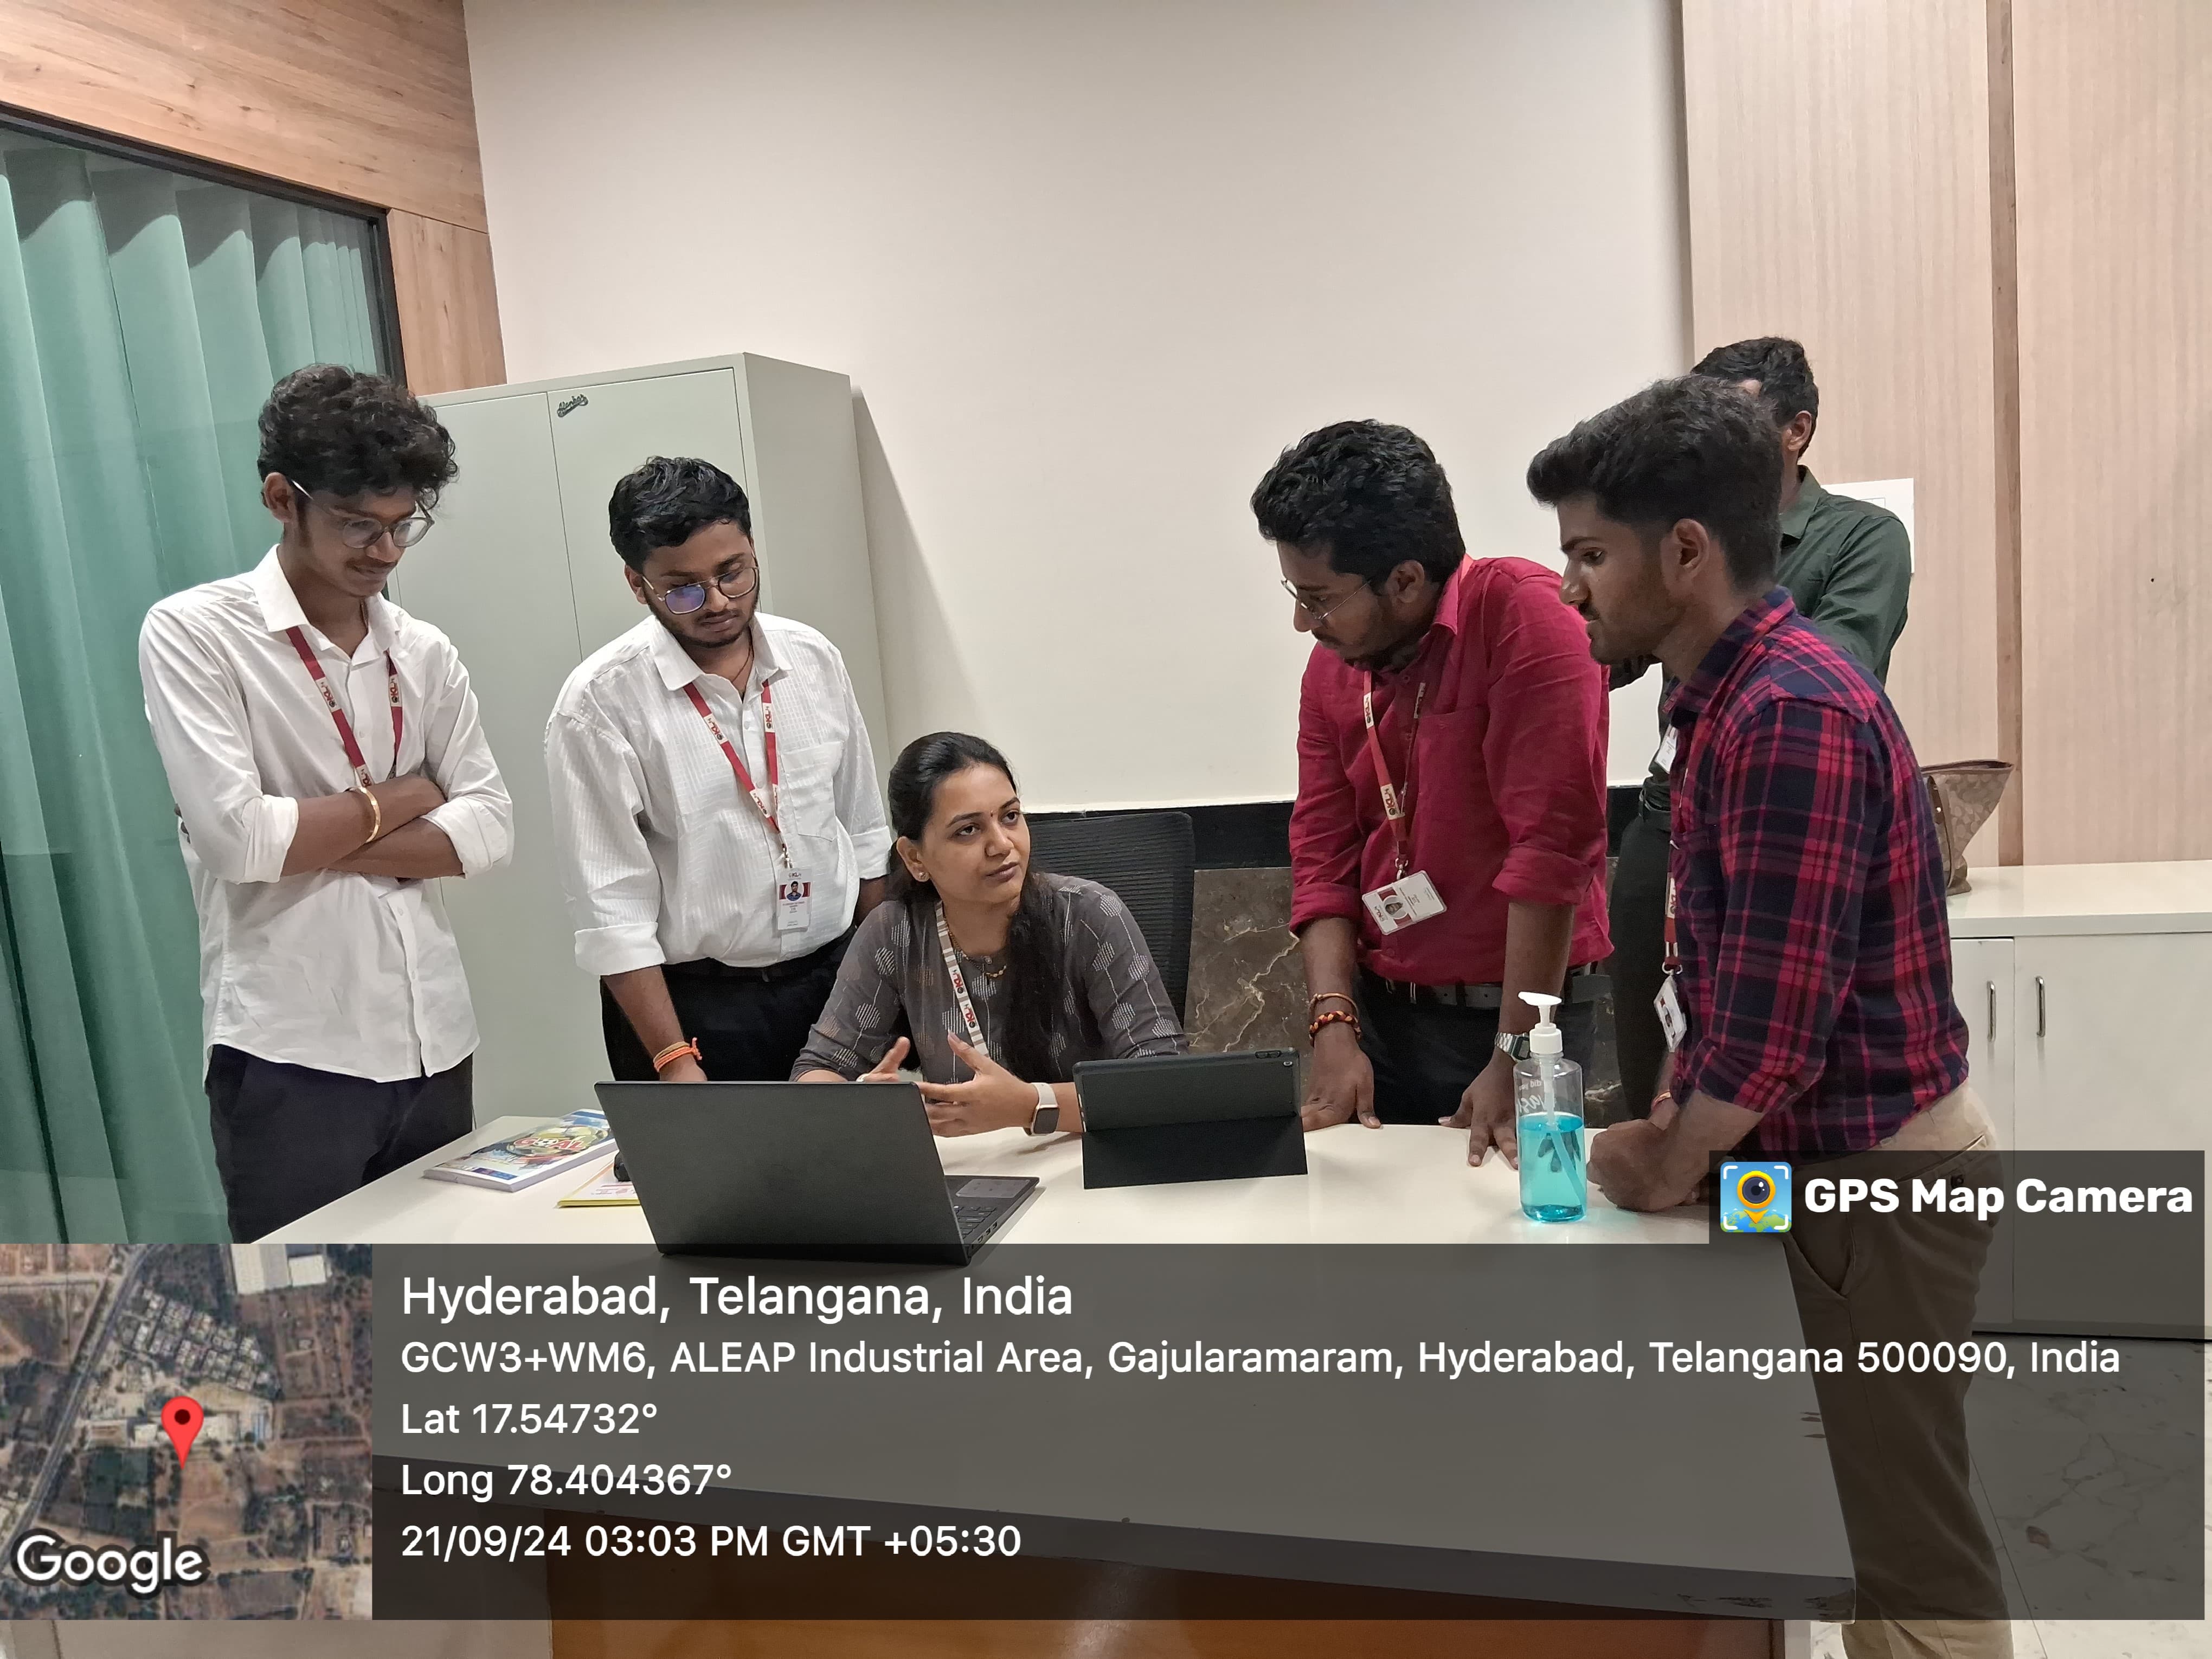 GOAL
GPS Map Camera
Hyderabad, Telangana, India
GCW3+WM6, ALEAP Industrial Area, Gajularamaram, Hyderabad, Telangana 500090, India
Lat 17.54732°
Long 78.404367°
21/09/24 03:03 PM GMT +05:30
Google